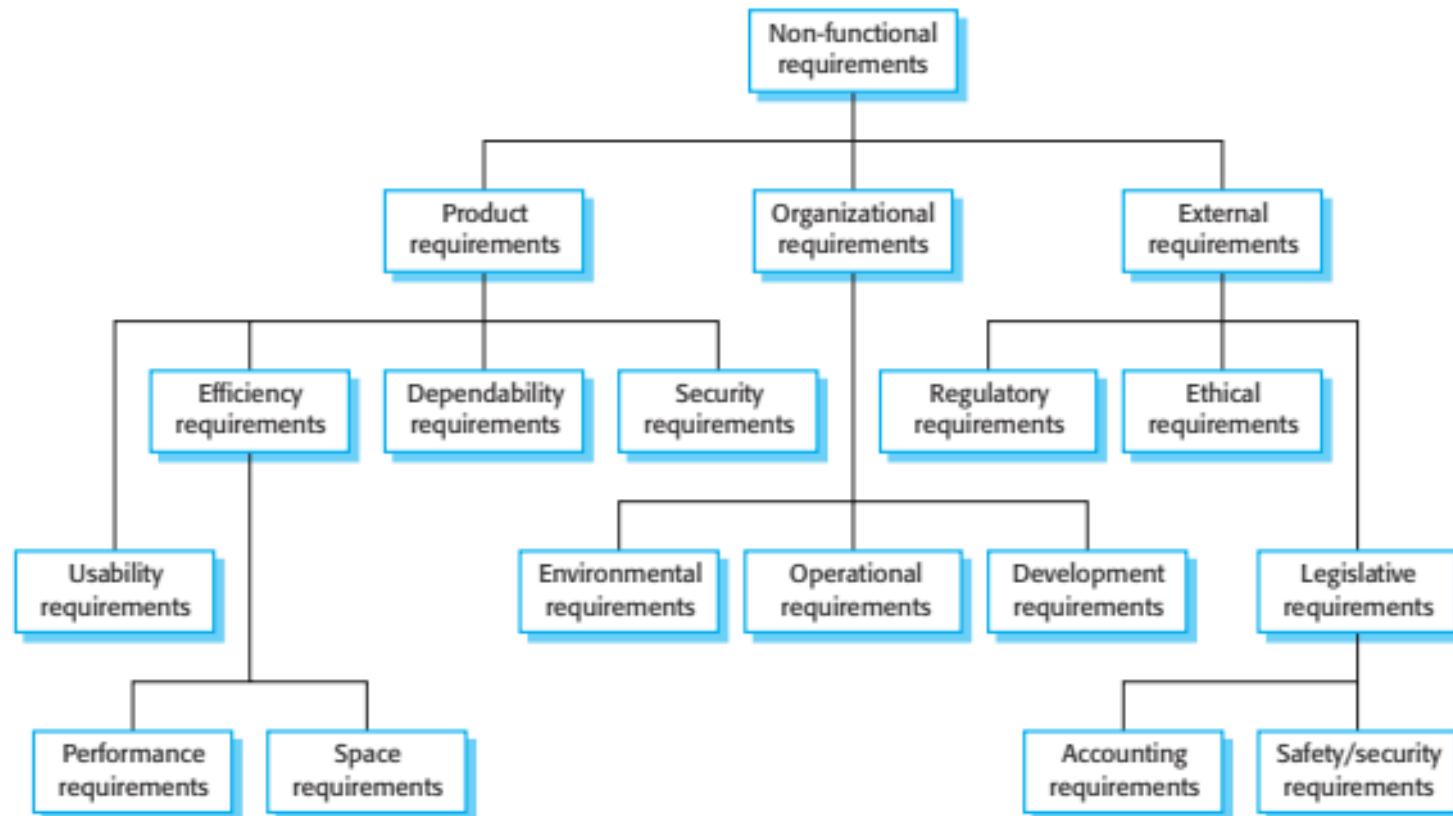 Non-functional
requirements
Product
requirements
Organizational
requirements
External
requirements
Efficiency
requirements
Dependability
requirements
Security
requirements
Regulatory
requirements
Ethical
requirements
Usability
requirements
Environmental
requirements
Operational
requirements
Development
requirements
Legislative
requirements
Performance
requirements
Space
requirements
Accounting
requirements
Safety/security
requirements